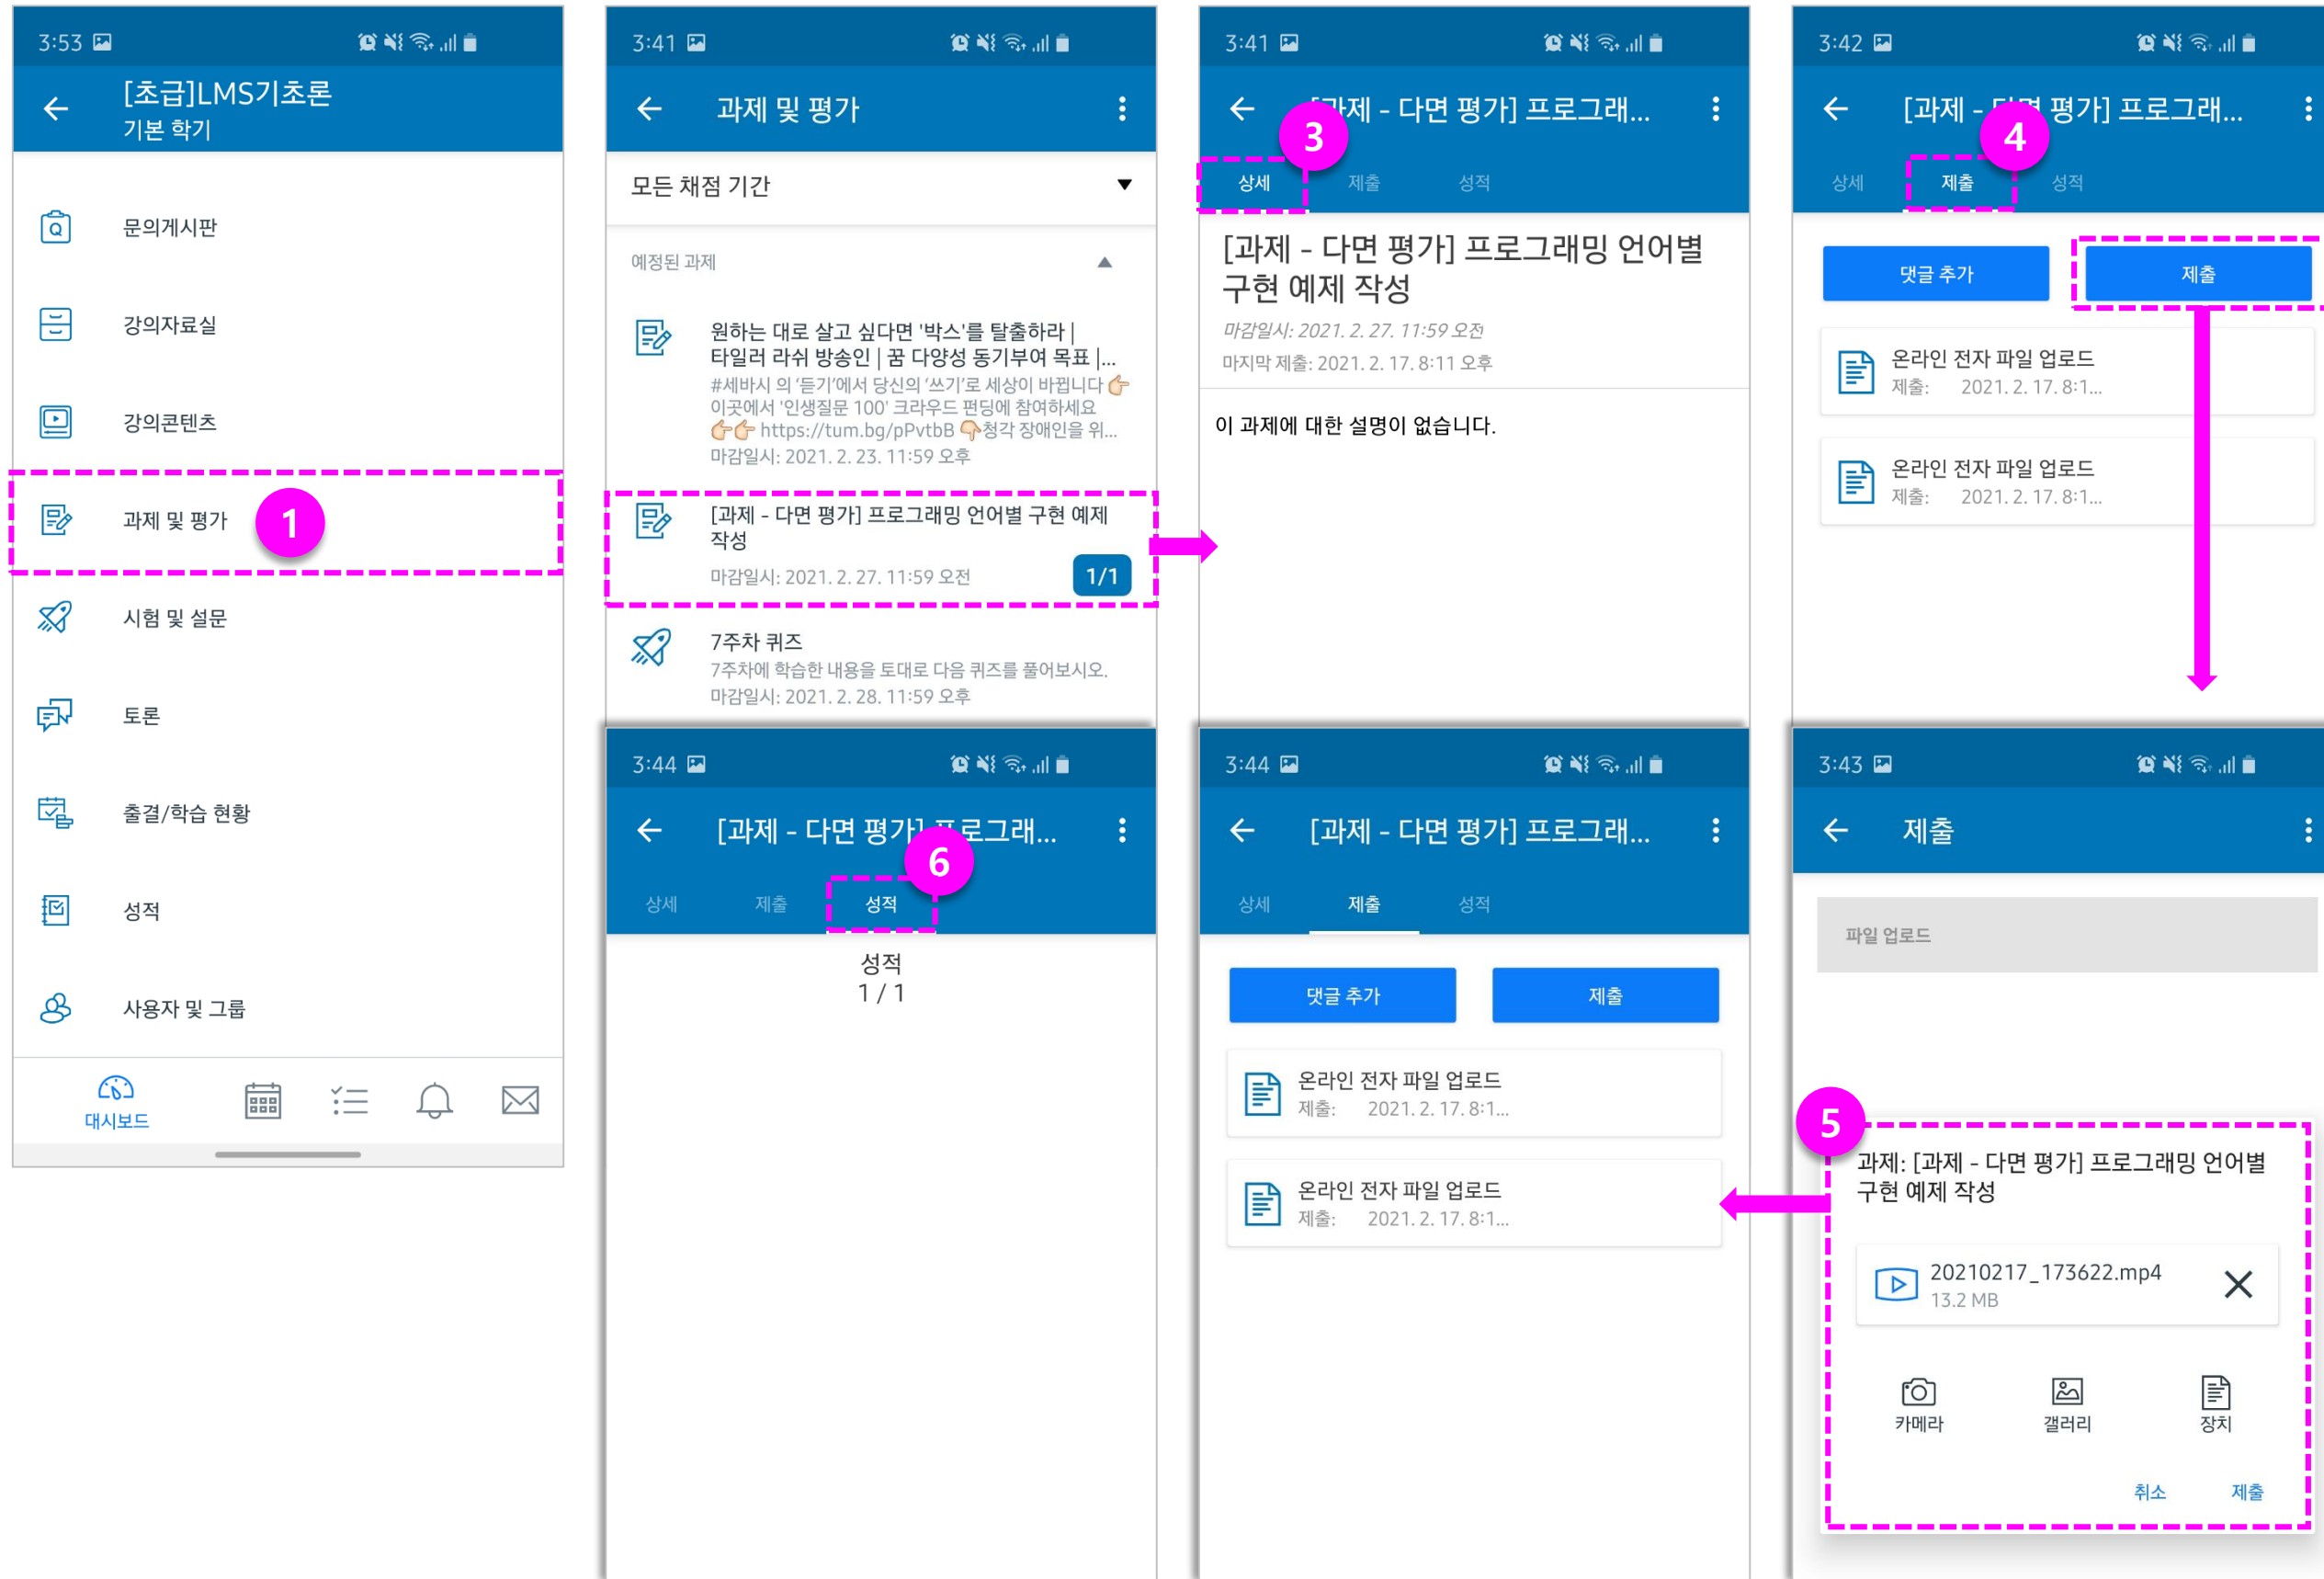 3:53
[초급]LMS기초론
기본 학기
문의게시판
강의자료실
강의콘텐츠
과제 및 평가
1
시험 및 설문
토론
출결/학습 현황
성적
사용자 및 그룹
대시보드
3:41
과제 및 평가
모든 채점 기간
예정된 과제
원하는 대로 살고 싶다면 '박스'를 탈출하라 |
타일러 라쉬 방송인 | 꿈 다양성 동기부여 목표 |...
#세바시 의 ‘듣기’에서 당신의 ‘쓰기’로 세상이 바뀝니다 👉
이곳에서 '인생질문 100' 크라우드 펀딩에 참여하세요
👉👉 https://tum.bg/pPvtbB 👇청각 장애인을 위...
마감일시: 2021. 2. 23. 11:59 오후
[과제 - 다면 평가] 프로그래밍 언어별 구현 예제
작성
마감일시: 2021. 2. 27. 11:59 오전
1/1
7주차 퀴즈
7주차에 학습한 내용을 토대로 다음 퀴즈를 풀어보시오.
마감일시: 2021. 2. 28. 11:59 오후
3:41
[과제 - 다면 평가] 프로그래...
3
상세 제출 성적
[과제 - 다면 평가] 프로그래밍 언어별
구현 예제 작성
마감일시: 2021. 2. 27. 11:59 오전
마지막 제출: 2021. 2. 17. 8:11 오후
이 과제에 대한 설명이 없습니다.
3:42
[과제 - 다면 평가] 프로그래...
4
상세 제출 성적
댓글 추가 제출
온라인 전자 파일 업로드
제출: 2021. 2. 17. 8:1...
온라인 전자 파일 업로드
제출: 2021. 2. 17. 8:1...
3:43
제출
파일 업로드
5
과제: [과제 - 다면 평가] 프로그래밍 언어별
구현 예제 작성
20210217_173622.mp4
13.2 MB
카메라 갤러리 장치
취소 제출
3:44
[과제 - 다면 평가] 프로그래...
상세 제출 성적
댓글 추가 제출
온라인 전자 파일 업로드
제출: 2021. 2. 17. 8:1...
온라인 전자 파일 업로드
제출: 2021. 2. 17. 8:1...
3:44
[과제 - 다면 평가] 프로그래...
6
상세 제출 성적
성적
1 / 1